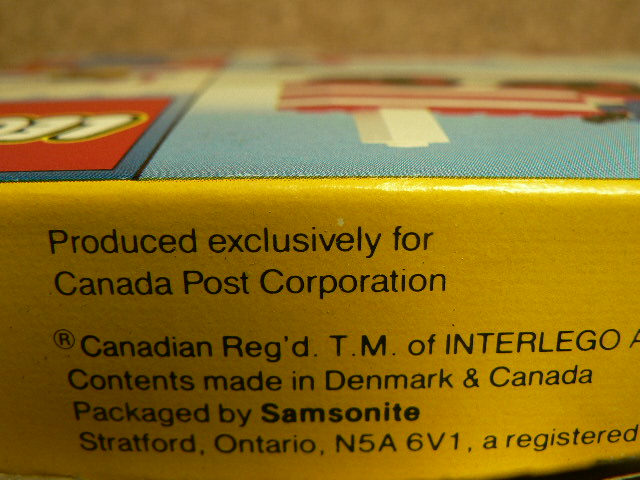 Produced exclusively for
Canada Post Corporation
® Canadian Reg'd. T.M. of INTERLEGO
Contents made in Denmark & Canada
Packaged by Samsonite
Stratford, Ontario, N5A 6V1, a registered